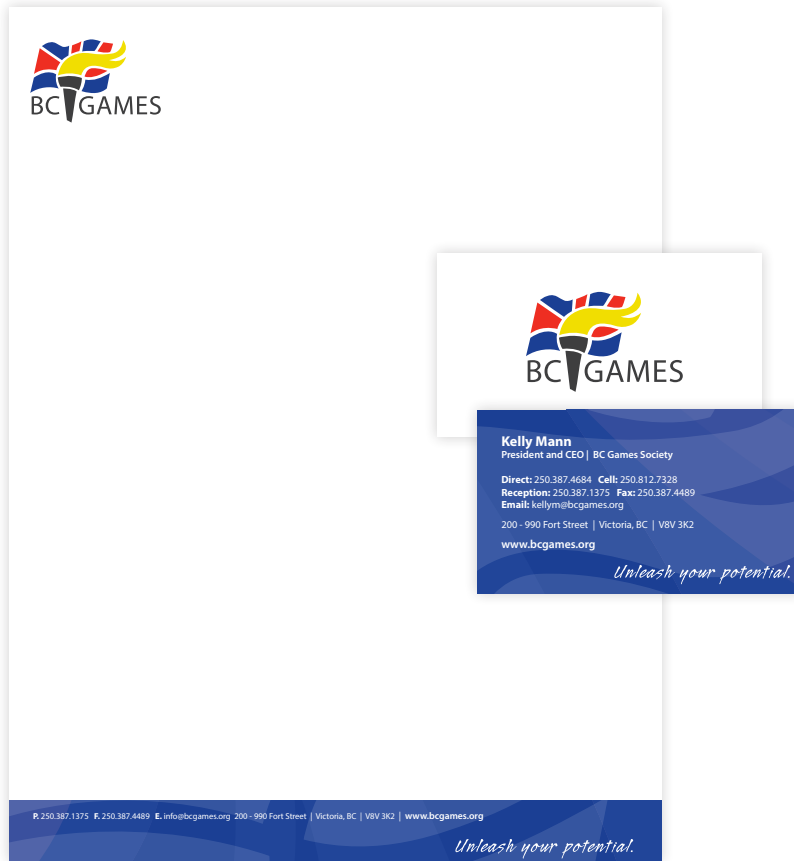 BC GAMES
BC GAMES
Kelly Mann
President and CEO | BC Games Society
Direct: 250.387.4684 Cell: 250.812.7328
Reception: 250.387.1375 Fax: 250.387.4489
Email: kellym@bcgames.org
200 - 990 Fort Street | Victoria, BC | V8V 3K2
www.bcgames.org
Unleash your potential.
P. 250.387.1375 F. 250.387.4489 E. info@bcgames.org 200 - 990 Fort Street | Victoria, BC | V8V 3K2 | www.bcgames.org
Unleash your potential.